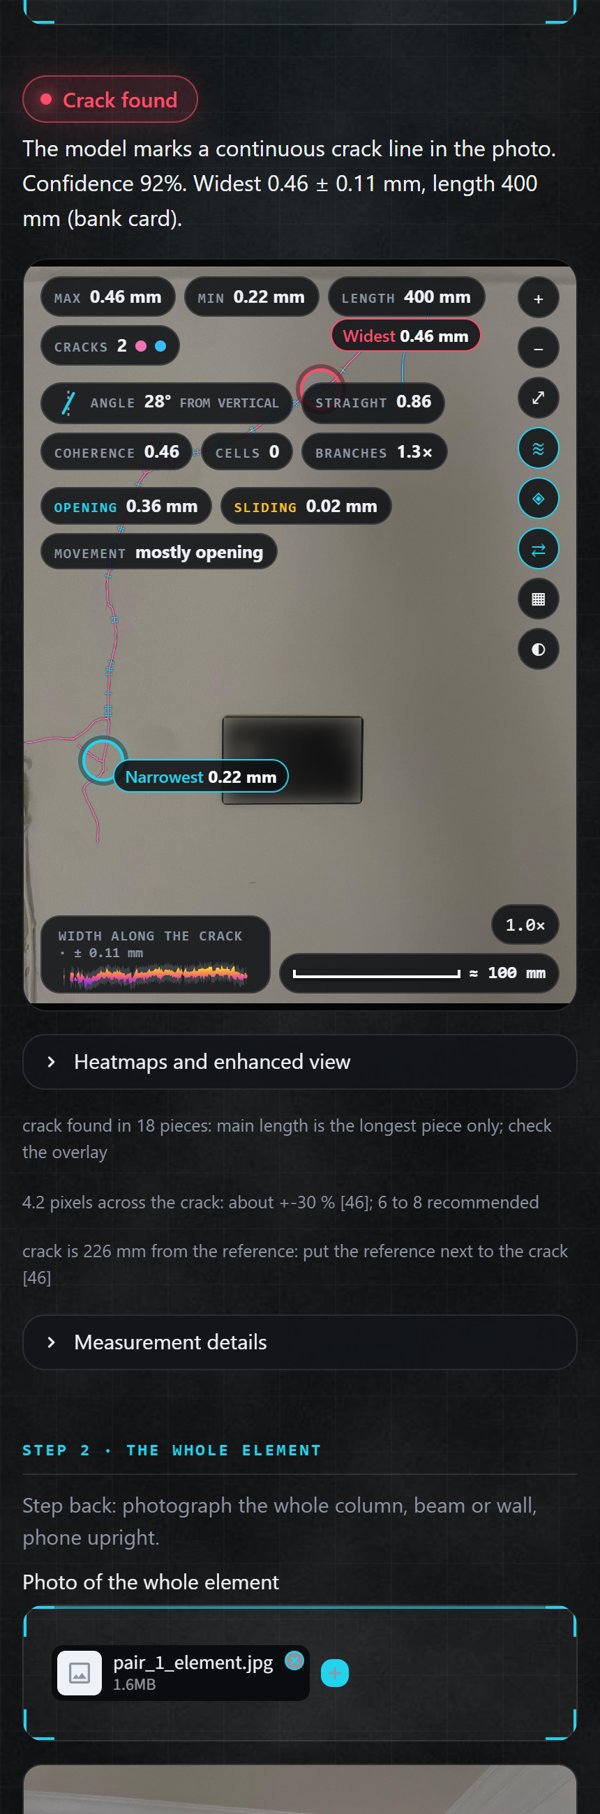 Crack found
The model marks a continuous crack line in the photo.
Confidence 92%. Widest 0.46 ± 0.11 mm, length 400
mm (bank card).
MAX 0.46 mm MIN 0.22 mm LENGTH 400 mm +
Widest 0.46 mm
CRACKS 2 −
ANGLE 28° FROM VERTICAL STRAIGHT 0.86
COHERENCE 0.46 CELLS 0 BRANCHES 1.3×
OPENING 0.36 mm SLIDING 0.02 mm
MOVEMENT mostly opening
Narrowest 0.22 mm
1.0×
WIDTH ALONG THE CRACK
· ± 0.11 mm
≈ 100 mm
Heatmaps and enhanced view
crack found in 18 pieces: main length is the longest piece only; check
the overlay
4.2 pixels across the crack: about +-30 % [46]; 6 to 8 recommended
crack is 226 mm from the reference: put the reference next to the crack
[46]
Measurement details
STEP 2 · THE WHOLE ELEMENT
Step back: photograph the whole column, beam or wall,
phone upright.
Photo of the whole element
pair_1_element.jpg
1.6MB